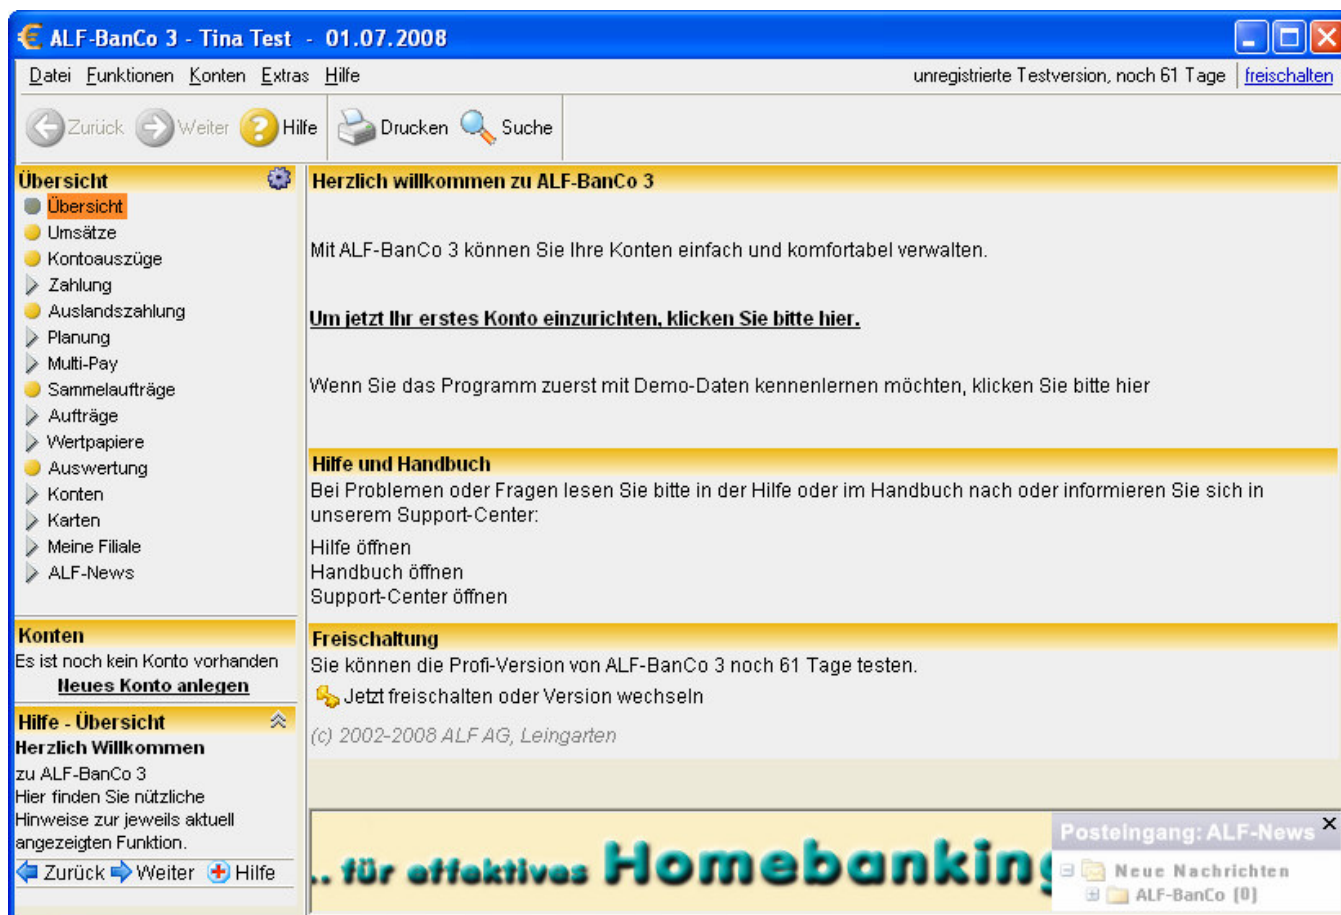 ALF-BanCo 3 - Tina Test - 01.07.2008
Datei Funktionen Konten Extras Hilfe
unregistrierte Testversion, noch 61 Tage freischalten
Zurück Weiter Hilfe Drucken Suche
Übersicht
Übersicht
Umsätze
Kontoauszüge
Zahlung
Auslandszahlung
Planung
Multi-Pay
Sammelaufträge
Aufträge
Wertpapiere
Auswertung
Konten
Karten
Meine Filiale
ALF-News
Konten
Es ist noch kein Konto vorhanden
Neues Konto anlegen
Hilfe - Übersicht
Herzlich Willkommen
zu ALF-BanCo 3
Hier finden Sie nützliche
Hinweise zur jeweils aktuell
angezeigten Funktion.
Zurück Weiter Hilfe
Herzlich willkommen zu ALF-BanCo 3
Mit ALF-BanCo 3 können Sie Ihre Konten einfach und komfortabel verwalten.
Um jetzt Ihr erstes Konto einzurichten, klicken Sie bitte hier.
Wenn Sie das Programm zuerst mit Demo-Daten kennenlernen möchten, klicken Sie bitte hier
Hilfe und Handbuch
Bei Problemen oder Fragen lesen Sie bitte in der Hilfe oder im Handbuch nach oder informieren Sie sich in
unserem Support-Center:
Hilfe öffnen
Handbuch öffnen
Support-Center öffnen
Freischaltung
Sie können die Profi-Version von ALF-BanCo 3 noch 61 Tage testen.
Jetzt freischalten oder Version wechseln
(c) 2002-2008 ALF AG, Leingarten
.. für effektives Homebanking
Posteingang: ALF-News
Neue Nachrichten
ALF-BanCo (0)